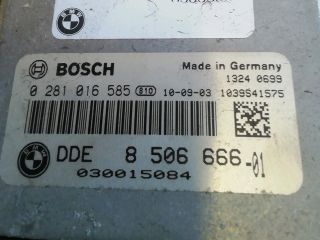 BOSCH
Made in Germany
1324 0699
0 281 016 585 810 10-09-03 1039S41575
BMW
DDE 8 506 666-01
030015084